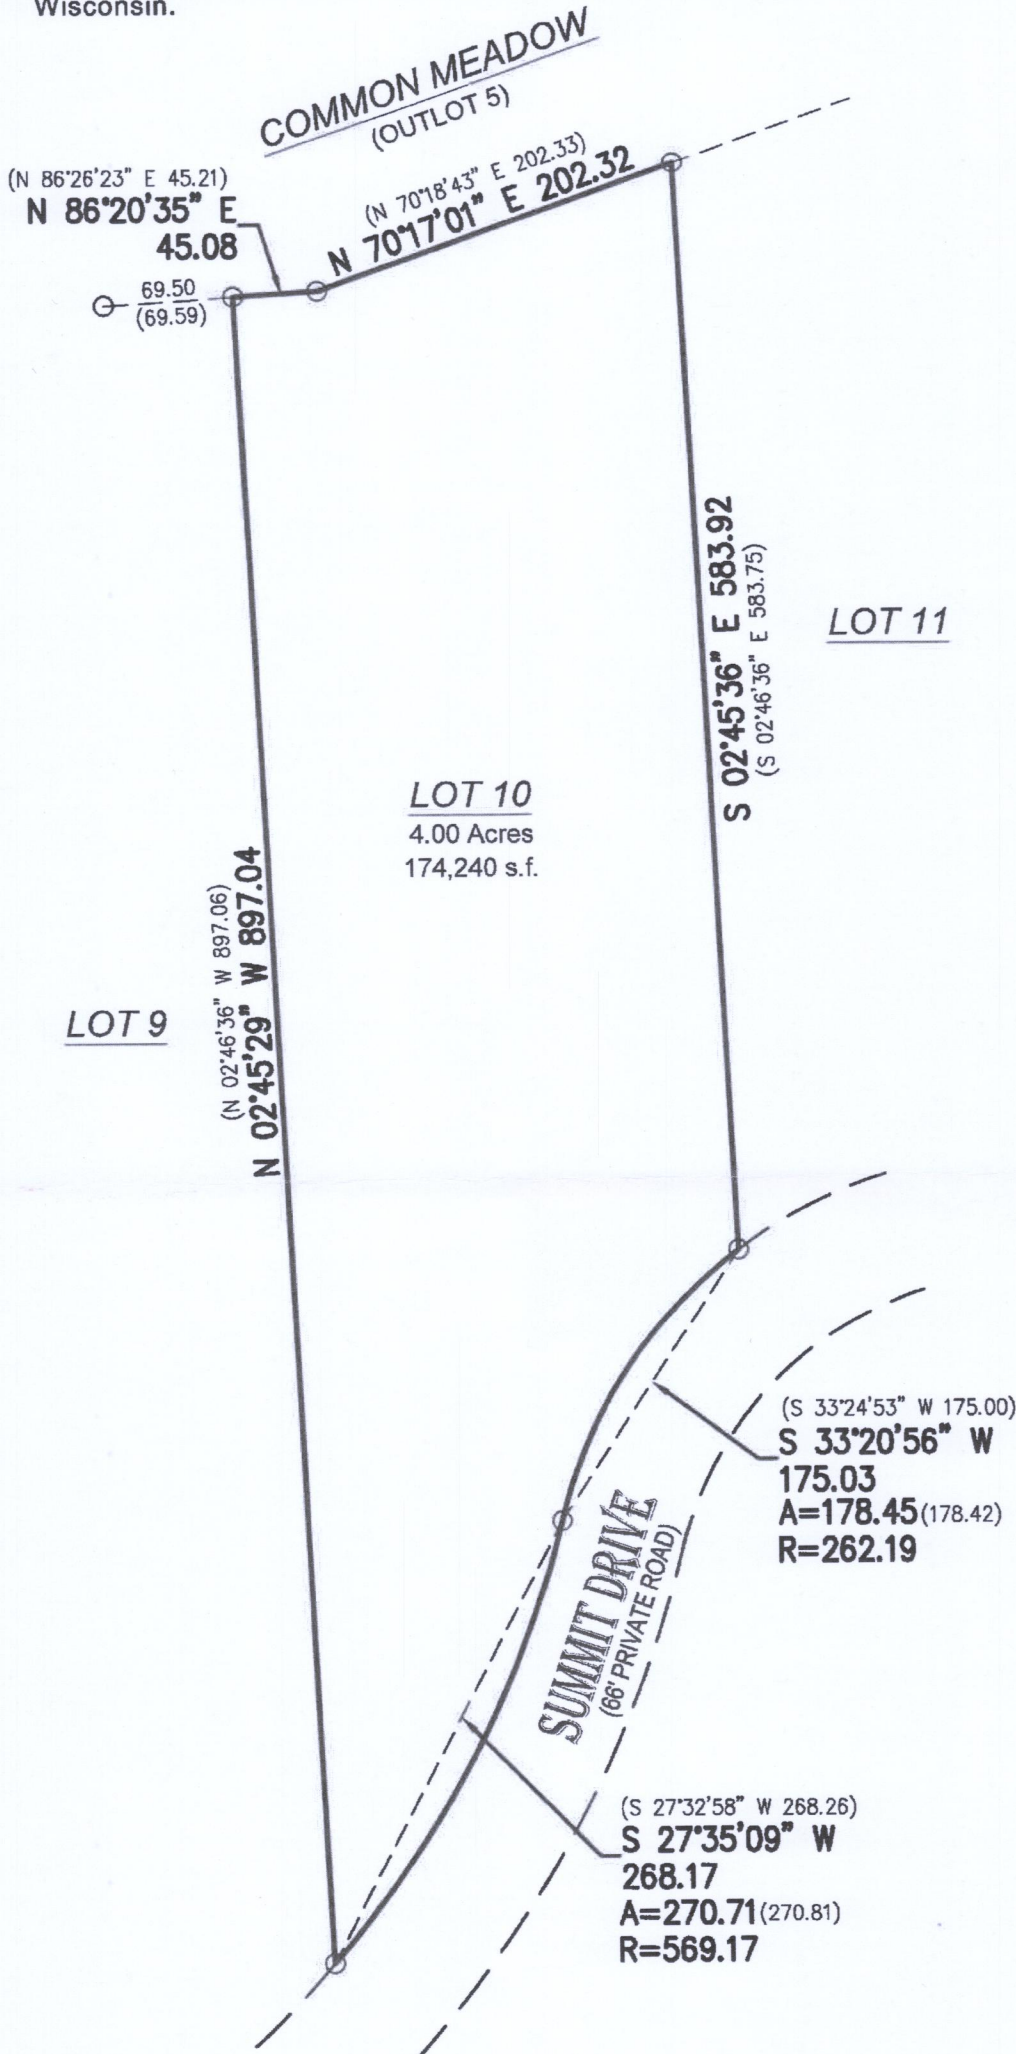 Wisconsin.
COMMON MEADOW
(OUTLOT 5)
(N 86°26'23" E 45.21)
N 86°20'35" E
45.08
(N 70°18'43" E 202.33)
N 70°17'01" E 202.32
69.50
(69.59)
S 02°45'36" E 583.92
(S 02°46'36" E 583.75)
LOT 11
LOT 10
4.00 Acres
174,240 s.f.
(N 02°46'36" W 897.06)
N 02°45'29" W 897.04
LOT 9
(S 33°24'53" W 175.00)
S 33°20'56" W
175.03
A=178.45(178.42)
R=262.19
SUMMIT DRIVE
(66' PRIVATE ROAD)
(S 27°32'58" W 268.26)
S 27°35'09" W
268.17
A=270.71(270.81)
R=569.17